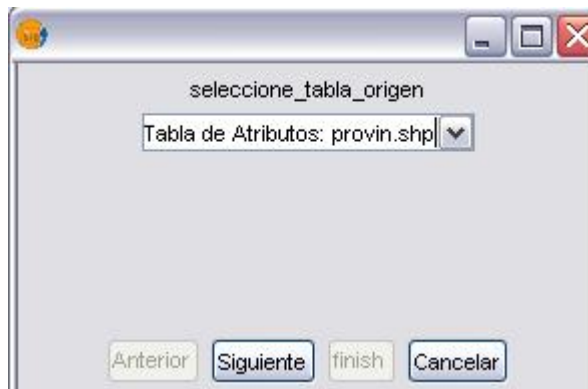 seleccione_tabla_origen
Tabla de Atributos: provin.shp
Anterior Siguiente finish Cancelar